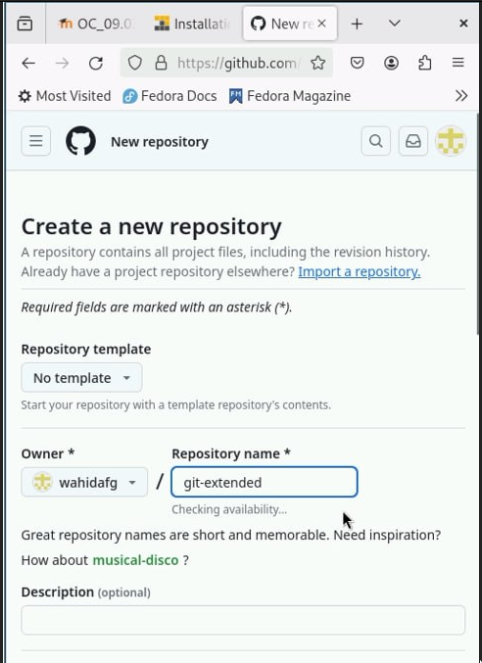 OC_09.0
Installati
New re
https://github.com/
Most Visited
Fedora Docs
Fedora Magazine
New repository
Create a new repository
A repository contains all project files, including the revision history.
Already have a project repository elsewhere? Import a repository.
Required fields are marked with an asterisk (*).
Repository template
No template
Start your repository with a template repository's contents.
Owner * Repository name *
wahidafg / git-extended
Checking availability...
Great repository names are short and memorable. Need inspiration?
How about musical-disco ?
Description (optional)